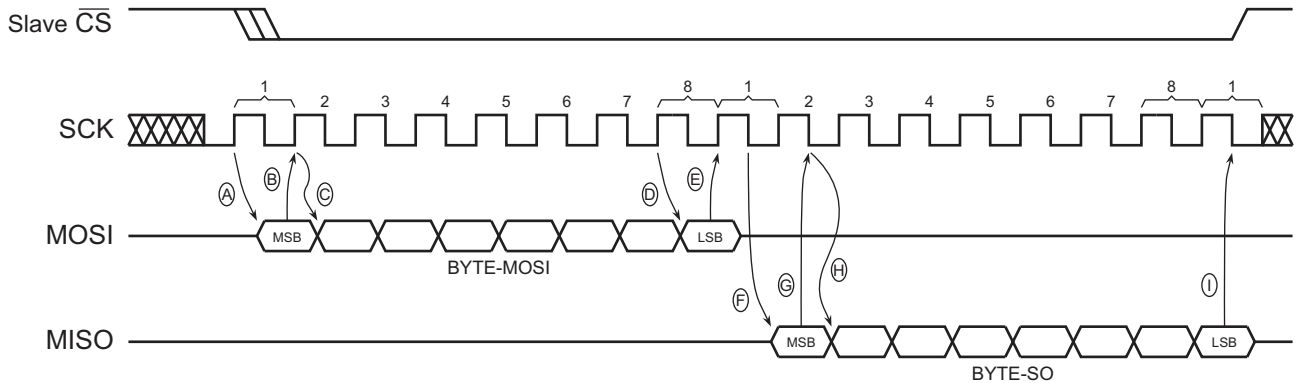 Slave CS
1 2 3 4 5 6 7 8 1 2 3 4 5 6 7 8 1
SCK
A B C D E
MOSI MSB LSB
BYTE-MOSI
F G H I
MISO MSB LSB
BYTE-SO